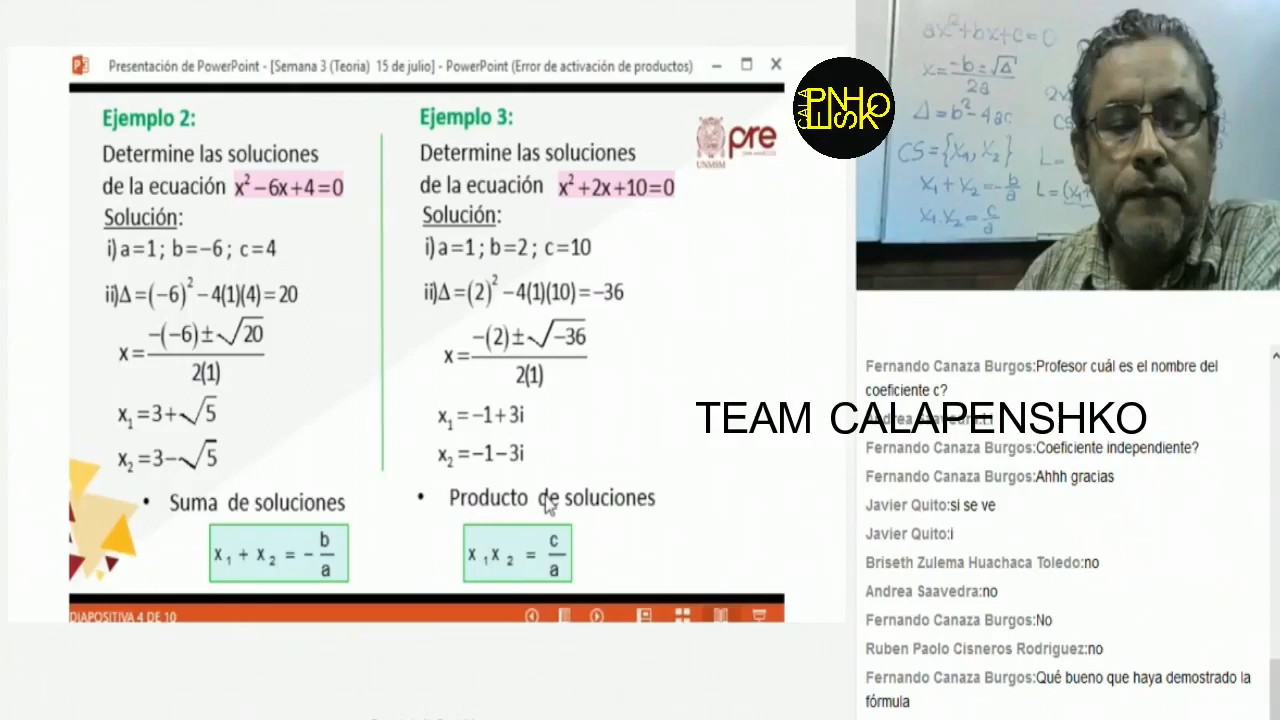 Presentación de PowerPoint - [Semana 3 (Teoria) 15 de julio] - PowerPoint (Error de activación de productos)
Ejemplo 2:
Determine las soluciones
de la ecuación x²−6x+4=0
Solución:
i) a=1; b=−6; c=4
ii) Δ=(−6)²−4(1)(4)=20
x=−(−6)±√20
2(1)
x₁=3+√5
x₂=3−√5
• Suma de soluciones
x₁ + x₂ = − b/a
Ejemplo 3:
Determine las soluciones
de la ecuación x²+2x+10=0
Solución:
i) a=1; b=2; c=10
ii) Δ=(2)²−4(1)(10)=−36
x=−(2)±√−36
2(1)
x₁=−1+3i
x₂=−1−3i
• Producto de soluciones
x₁x₂ = c/a
UNMSM
pre
DIAPOSITIVA 4 DE 10
CALA
PENSHKO
ax²+bx+c=0
x=−b±√Δ
2a
Δ=b²−4ac
CS={x₁,x₂}
x₁+x₂=−b/a
x₁.x₂=c/a
TEAM CALAPENSHKO
Fernando Canaza Burgos:Profesor cuál es el nombre del
coeficiente c?
Fernando Canaza Burgos:Coeficiente independiente?
Fernando Canaza Burgos:Ahhh gracias
Javier Quito:si se ve
Javier Quito:i
Briseth Zulema Huachaca Toledo:no
Andrea Saavedra:no
Fernando Canaza Burgos:No
Ruben Paolo Cisneros Rodriguez:no
Fernando Canaza Burgos:Qué bueno que haya demostrado la
fórmula